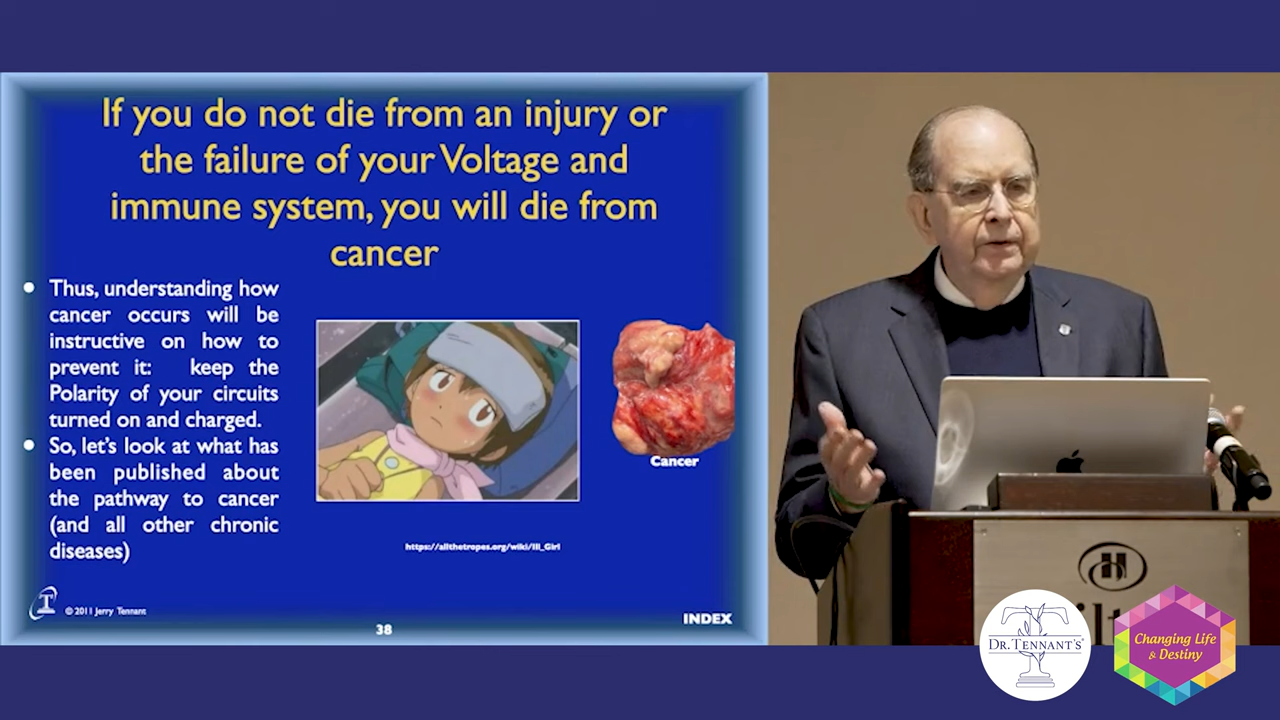 If you do not die from an injury or
the failure of your Voltage and
immune system, you will die from
cancer
• Thus, understanding how
cancer occurs will be
instructive on how to
prevent it: keep the
Polarity of your circuits
turned on and charged.
• So, let's look at what has
been published about
the pathway to cancer
(and all other chronic
diseases)
Cancer
https://allthetropes.org/wiki/Ill_Girl
T
© 2011 Jerry Tennant
38
INDEX
H
DR. TENNANT'S®
Changing Life
& Destiny